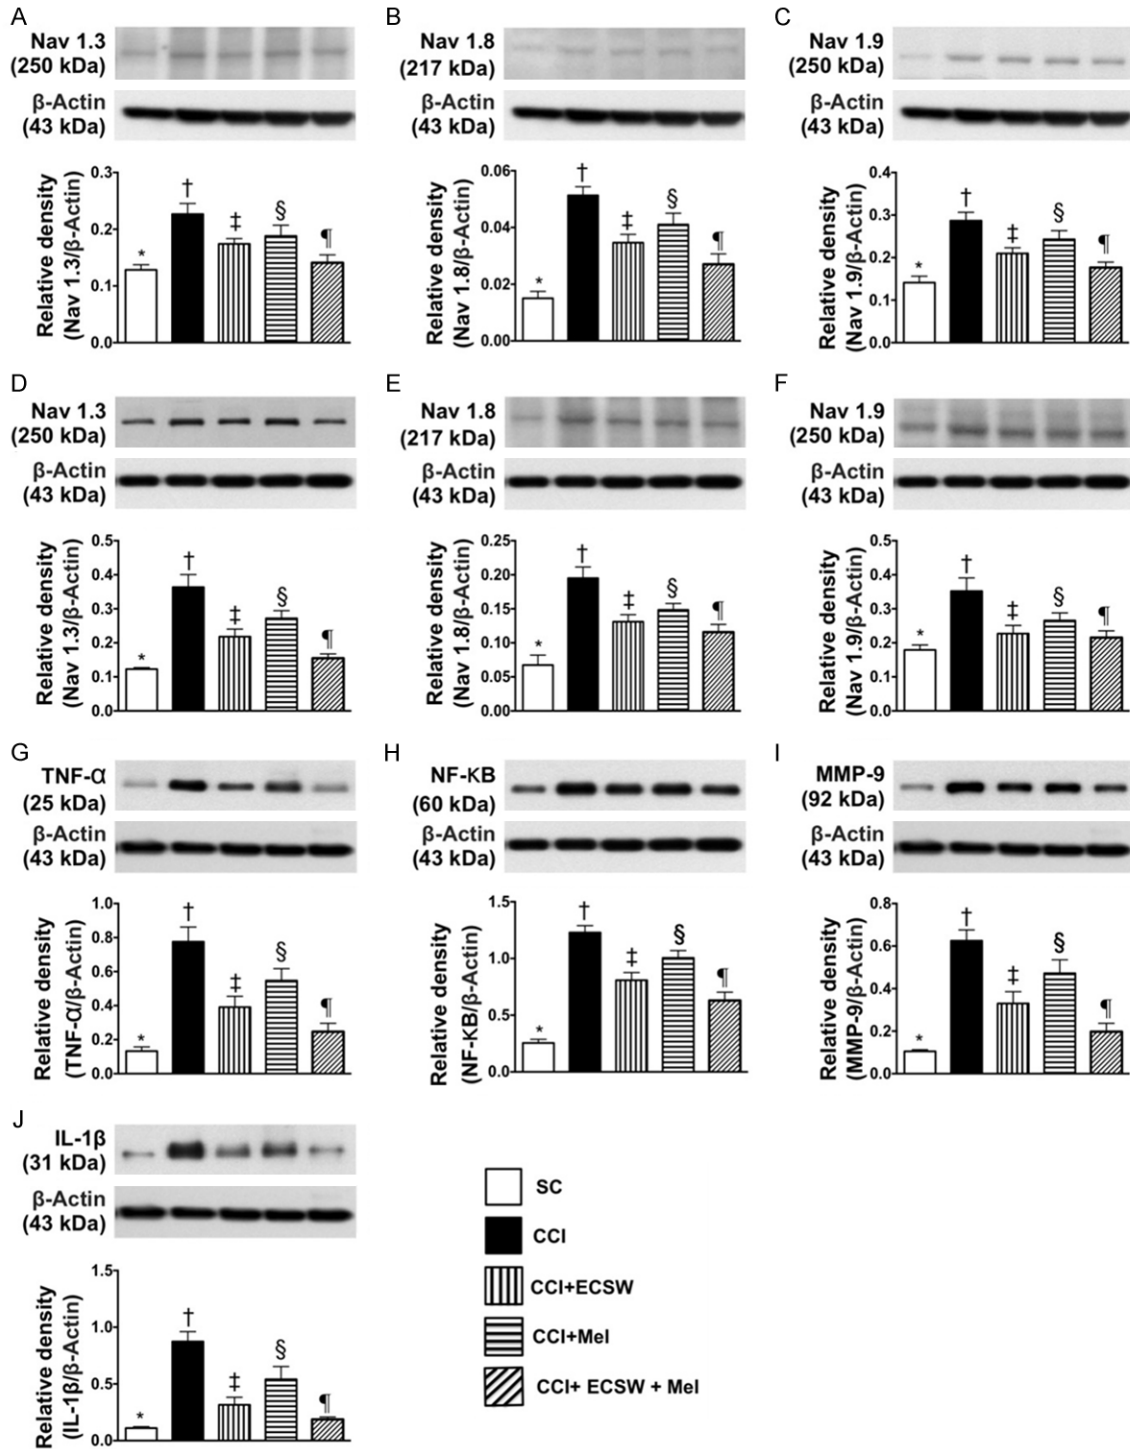 A
Nav 1.3
(250 kDa)
β-Actin
(43 kDa)
Relative density
(Nav 1.3/β-Actin)
0.3
0.2
0.1
0.0
*
†
‡
§
¶
B
Nav 1.8
(217 kDa)
β-Actin
(43 kDa)
Relative density
(Nav 1.8/β-Actin)
0.06
0.04
0.02
0.00
*
†
‡
§
¶
C
Nav 1.9
(250 kDa)
β-Actin
(43 kDa)
Relative density
(Nav 1.9/β-Actin)
0.4
0.3
0.2
0.1
0.0
*
†
‡
§
¶
D
Nav 1.3
(250 kDa)
β-Actin
(43 kDa)
Relative density
(Nav 1.3/β-Actin)
0.5
0.4
0.3
0.2
0.1
0.0
*
†
‡
§
¶
E
Nav 1.8
(217 kDa)
β-Actin
(43 kDa)
Relative density
(Nav 1.8/β-Actin)
0.25
0.20
0.15
0.10
0.05
0.00
*
†
‡
§
¶
F
Nav 1.9
(250 kDa)
β-Actin
(43 kDa)
Relative density
(Nav 1.9/β-Actin)
0.5
0.4
0.3
0.2
0.1
0.0
*
†
‡
§
¶
G
TNF-α
(25 kDa)
β-Actin
(43 kDa)
Relative density
(TNF-α/β-Actin)
1.0
0.8
0.6
0.4
0.2
0.0
*
†
‡
§
¶
H
NF-κB
(60 kDa)
β-Actin
(43 kDa)
Relative density
(NF-κB/β-Actin)
1.5
1.0
0.5
0.0
*
†
‡
§
¶
I
MMP-9
(92 kDa)
β-Actin
(43 kDa)
Relative density
(MMP-9/β-Actin)
0.8
0.6
0.4
0.2
0.0
*
†
‡
§
¶
J
IL-1β
(31 kDa)
β-Actin
(43 kDa)
Relative density
(IL-1β/β-Actin)
1.5
1.0
0.5
0.0
*
†
‡
§
¶
SC
CCI
CCI+ECSW
CCI+Mel
CCI+ ECSW + Mel